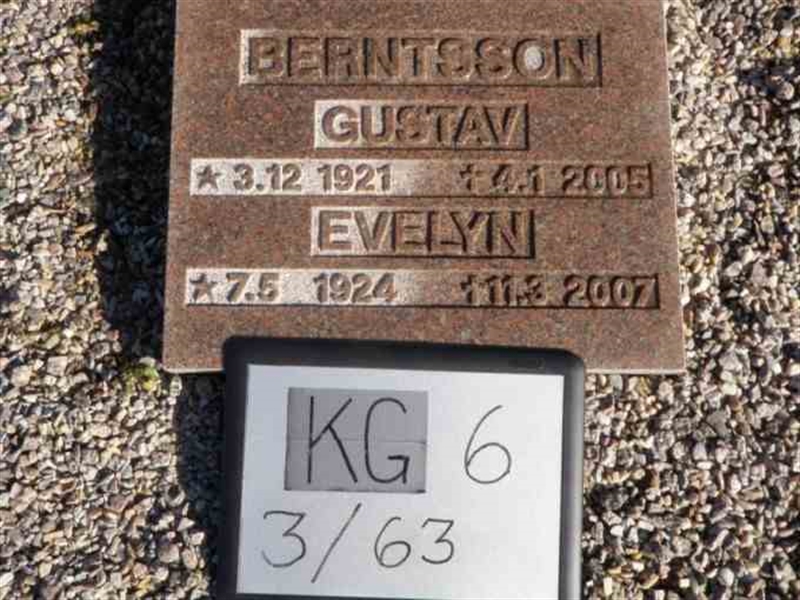 BERNTSSON
GUSTAV
★ 3.12 1921 † 4.1 2005
EVELYN
★ 7.5 1924 † 11.3 2007
KG 6
3/63